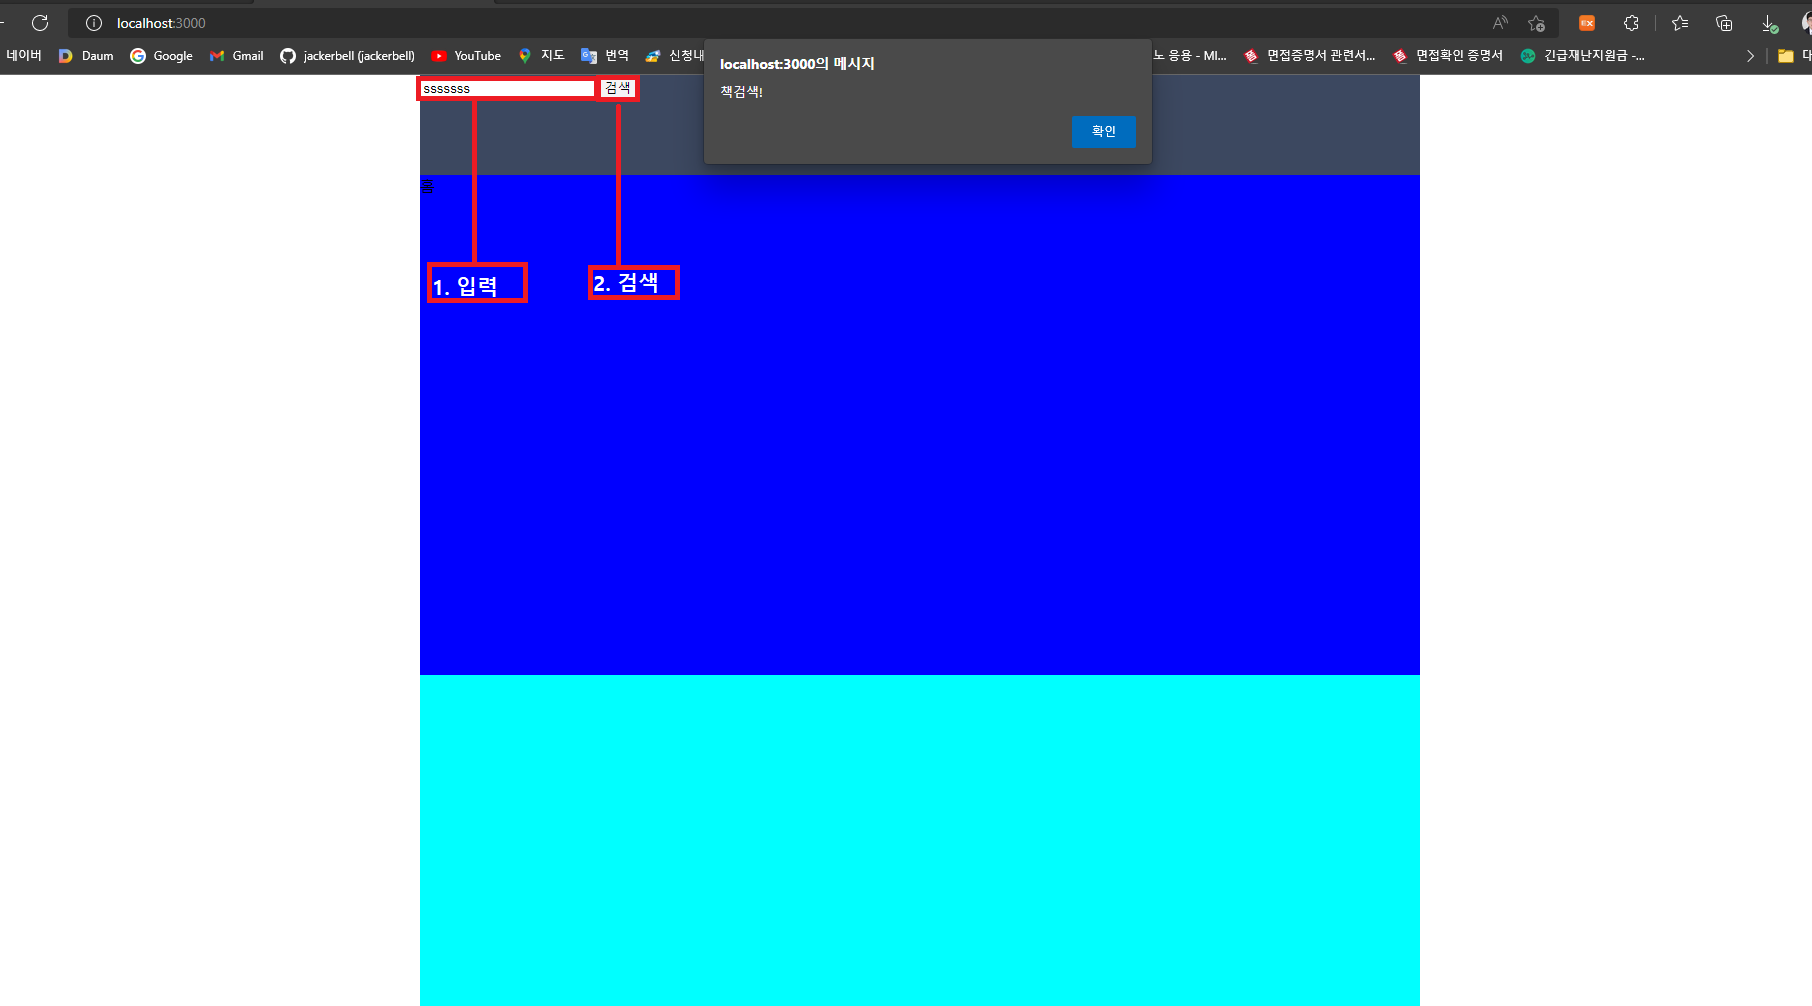 localhost:3000
네이버 Daum Google Gmail jackerbell (jackerbell) YouTube 지도 번역 신청내 노 응용 - MI... 면접증명서 관련서... 면접확인 증명서 긴급재난지원금 -...
localhost:3000의 메시지
책검색!
확인
sssssss 검색
홈
1. 입력
2. 검색